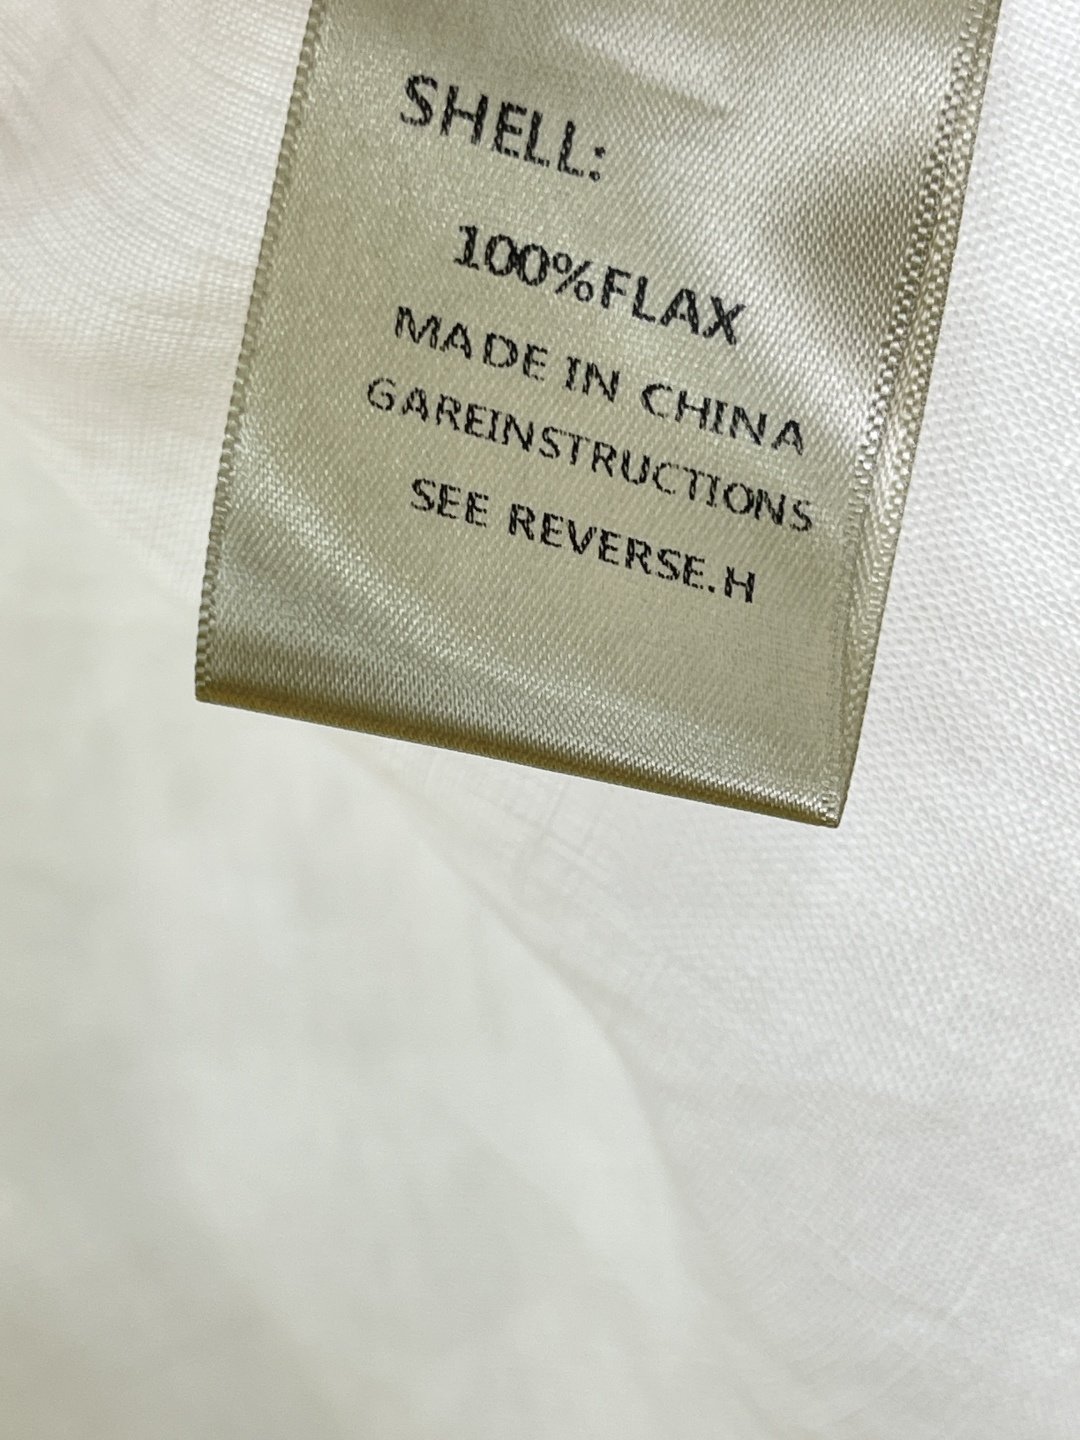 SHELL:
100%FLAX
MADE IN CHINA
GAREINSTRUCTIONS
SEE REVERSE.H